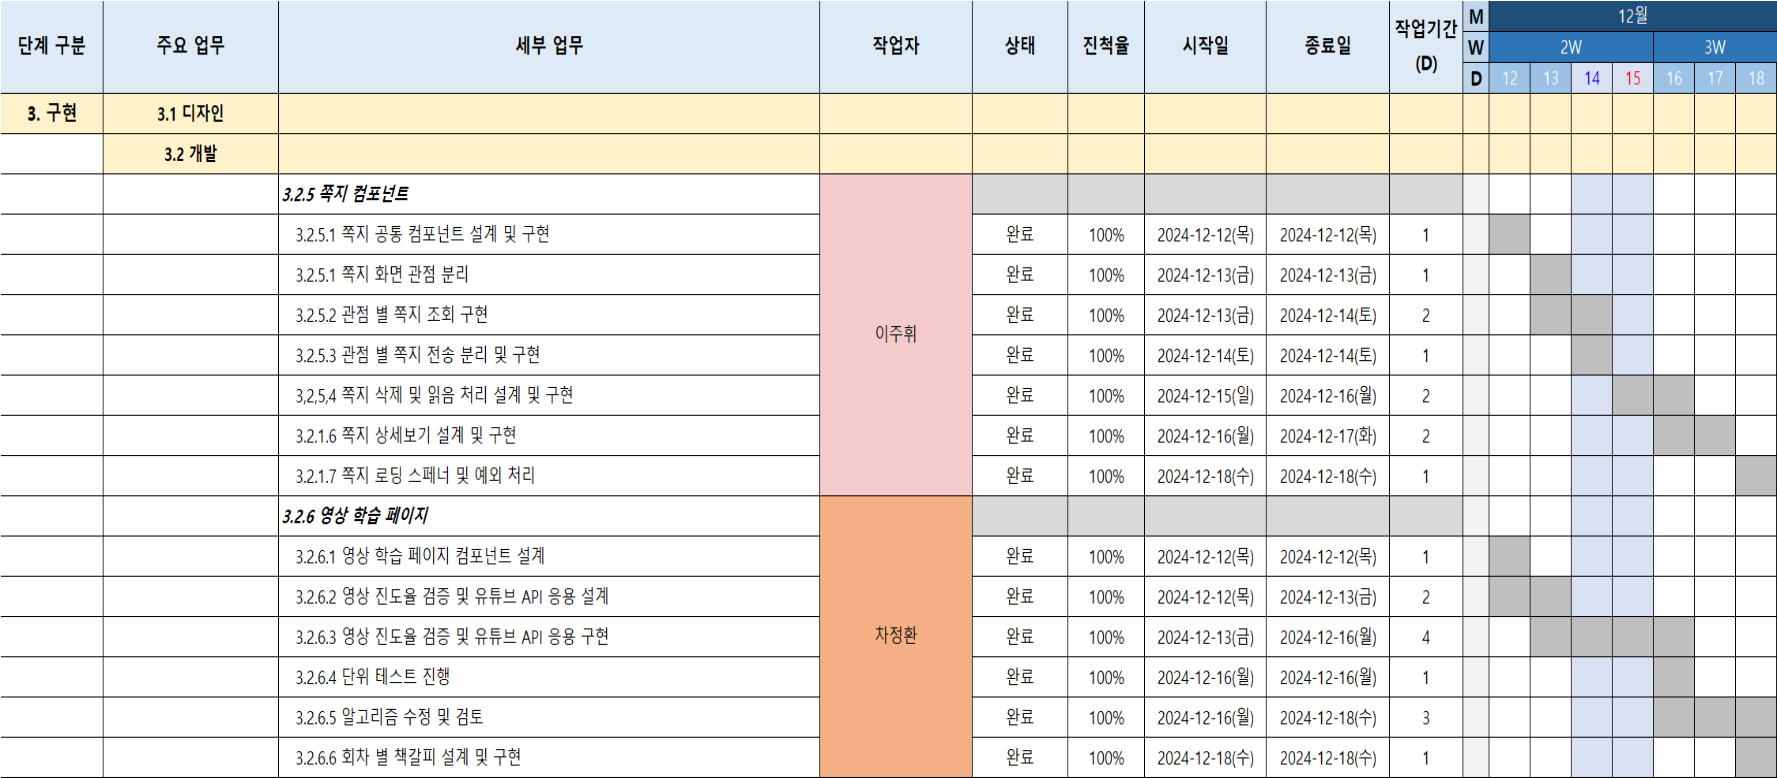 단계 구분 주요 업무 세부 업무 작업자 상태 진척율 시작일 종료일 작업기간 (D) M 12월
W 2W 3W
D 12 13 14 15 16 17 18
3. 구현 3.1 디자인
3.2 개발
3.2.5 쪽지 컴포넌트
3.2.5.1 쪽지 공통 컴포넌트 설계 및 구현 완료 100% 2024-12-12(목) 2024-12-12(목) 1
3.2.5.1 쪽지 화면 관점 분리 완료 100% 2024-12-13(금) 2024-12-13(금) 1
3.2.5.2 관점 별 쪽지 조회 구현 완료 100% 2024-12-13(금) 2024-12-14(토) 2
이주휘
3.2.5.3 관점 별 쪽지 전송 분리 및 구현 완료 100% 2024-12-14(토) 2024-12-14(토) 1
3,2,5,4 쪽지 삭제 및 읽음 처리 설계 및 구현 완료 100% 2024-12-15(일) 2024-12-16(월) 2
3.2.1.6 쪽지 상세보기 설계 및 구현 완료 100% 2024-12-16(월) 2024-12-17(화) 2
3.2.1.7 쪽지 로딩 스페너 및 예외 처리 완료 100% 2024-12-18(수) 2024-12-18(수) 1
3.2.6 영상 학습 페이지
3.2.6.1 영상 학습 페이지 컴포넌트 설계 완료 100% 2024-12-12(목) 2024-12-12(목) 1
3.2.6.2 영상 진도율 검증 및 유튜브 API 응용 설계 완료 100% 2024-12-12(목) 2024-12-13(금) 2
3.2.6.3 영상 진도율 검증 및 유튜브 API 응용 구현 차정환 완료 100% 2024-12-13(금) 2024-12-16(월) 4
3.2.6.4 단위 테스트 진행 완료 100% 2024-12-16(월) 2024-12-16(월) 1
3.2.6.5 알고리즘 수정 및 검토 완료 100% 2024-12-16(월) 2024-12-18(수) 3
3.2.6.6 회차 별 책갈피 설계 및 구현 완료 100% 2024-12-18(수) 2024-12-18(수) 1